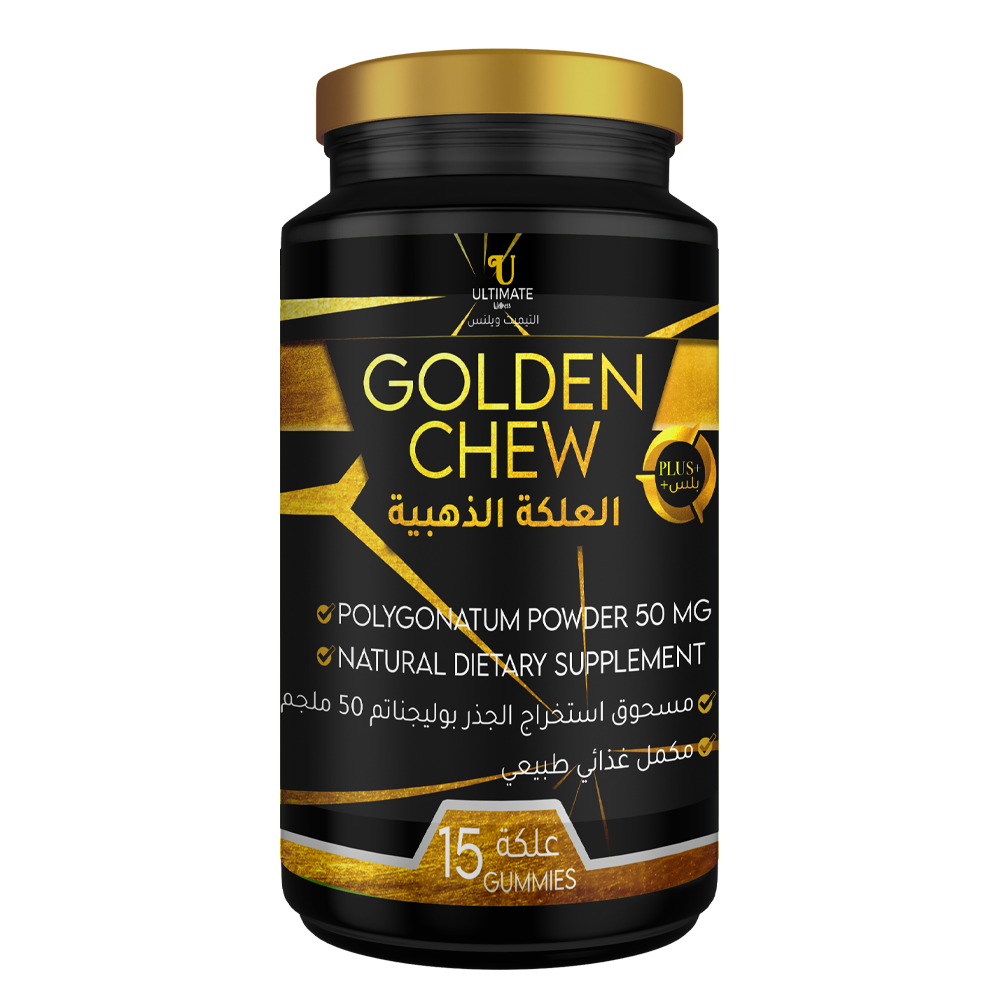 U
ULTIMATE
Wellness
التيميت ويلنس
GOLDEN
CHEW
العلكة الذهبية
PLUS+
بلس+
POLYGONATUM POWDER 50 MG
NATURAL DIETARY SUPPLEMENT
مسحوق استخراج الجذر بوليجناتم 50 ملجم
مكمل غذائي طبيعي
15 علكة
GUMMIES